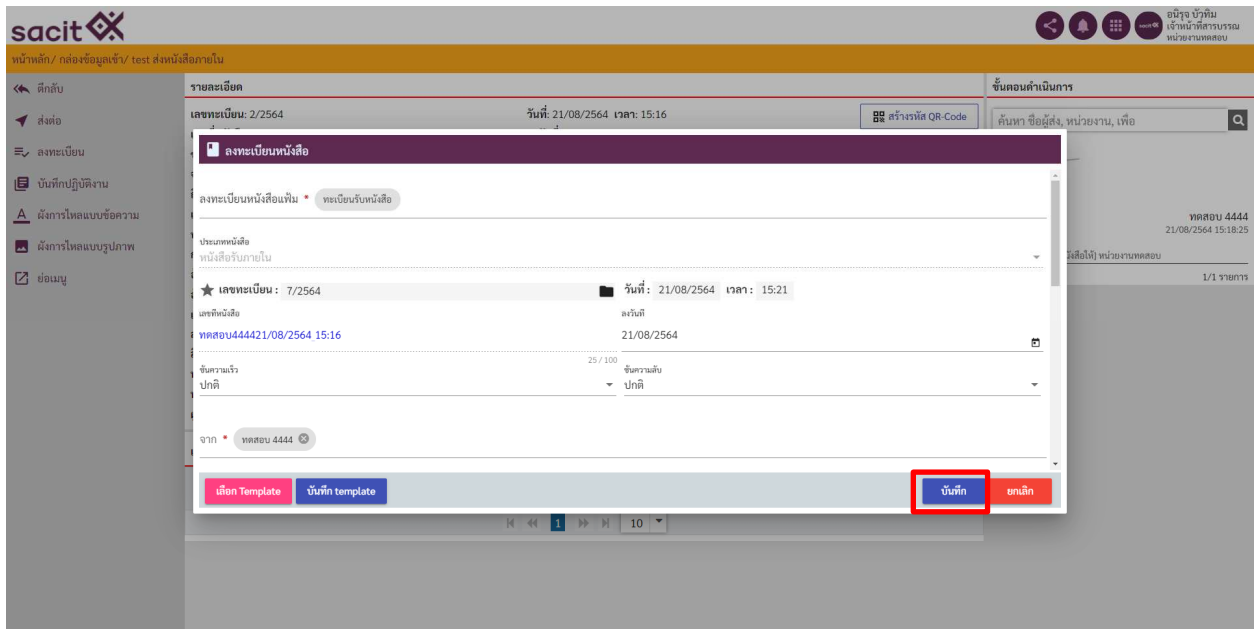 sacit
อนิรุจ บัวทิม
เจ้าหน้าที่สารบรรณ
หน่วยงานทดสอบ
หน้าหลัก/ กล่องข้อมูลเข้า/ test ส่งหนังสือภายใน
ตีกลับ
ส่งต่อ
ลงทะเบียน
บันทึกปฏิบัติงาน
ผังการไหลแบบข้อความ
ผังการไหลแบบรูปภาพ
ย่อเมนู
รายละเอียด
เลขทะเบียน: 2/2564 วันที่: 21/08/2564 เวลา: 15:16
สร้างรหัส QR-Code
ขั้นตอนดำเนินการ
ค้นหา ชื่อผู้ส่ง, หน่วยงาน, เพื่อ
ทดสอบ 4444
21/08/2564 15:18:25
หน่วยงานทดสอบ
1/1 รายการ
ลงทะเบียนหนังสือ
ลงทะเบียนหนังสือแฟ้ม * ทะเบียนรับหนังสือ
ประเภทหนังสือ
หนังสือรับภายใน
เลขทะเบียน : 7/2564 วันที่ : 21/08/2564 เวลา : 15:21
เลขที่หนังสือ ลงวันที่
ทดสอบ444421/08/2564 15:16 21/08/2564
25 / 100
ชั้นความเร็ว ชั้นความลับ
ปกติ ปกติ
จาก * ทดสอบ 4444
เลือก Template บันทึก template บันทึก ยกเลิก
1 10